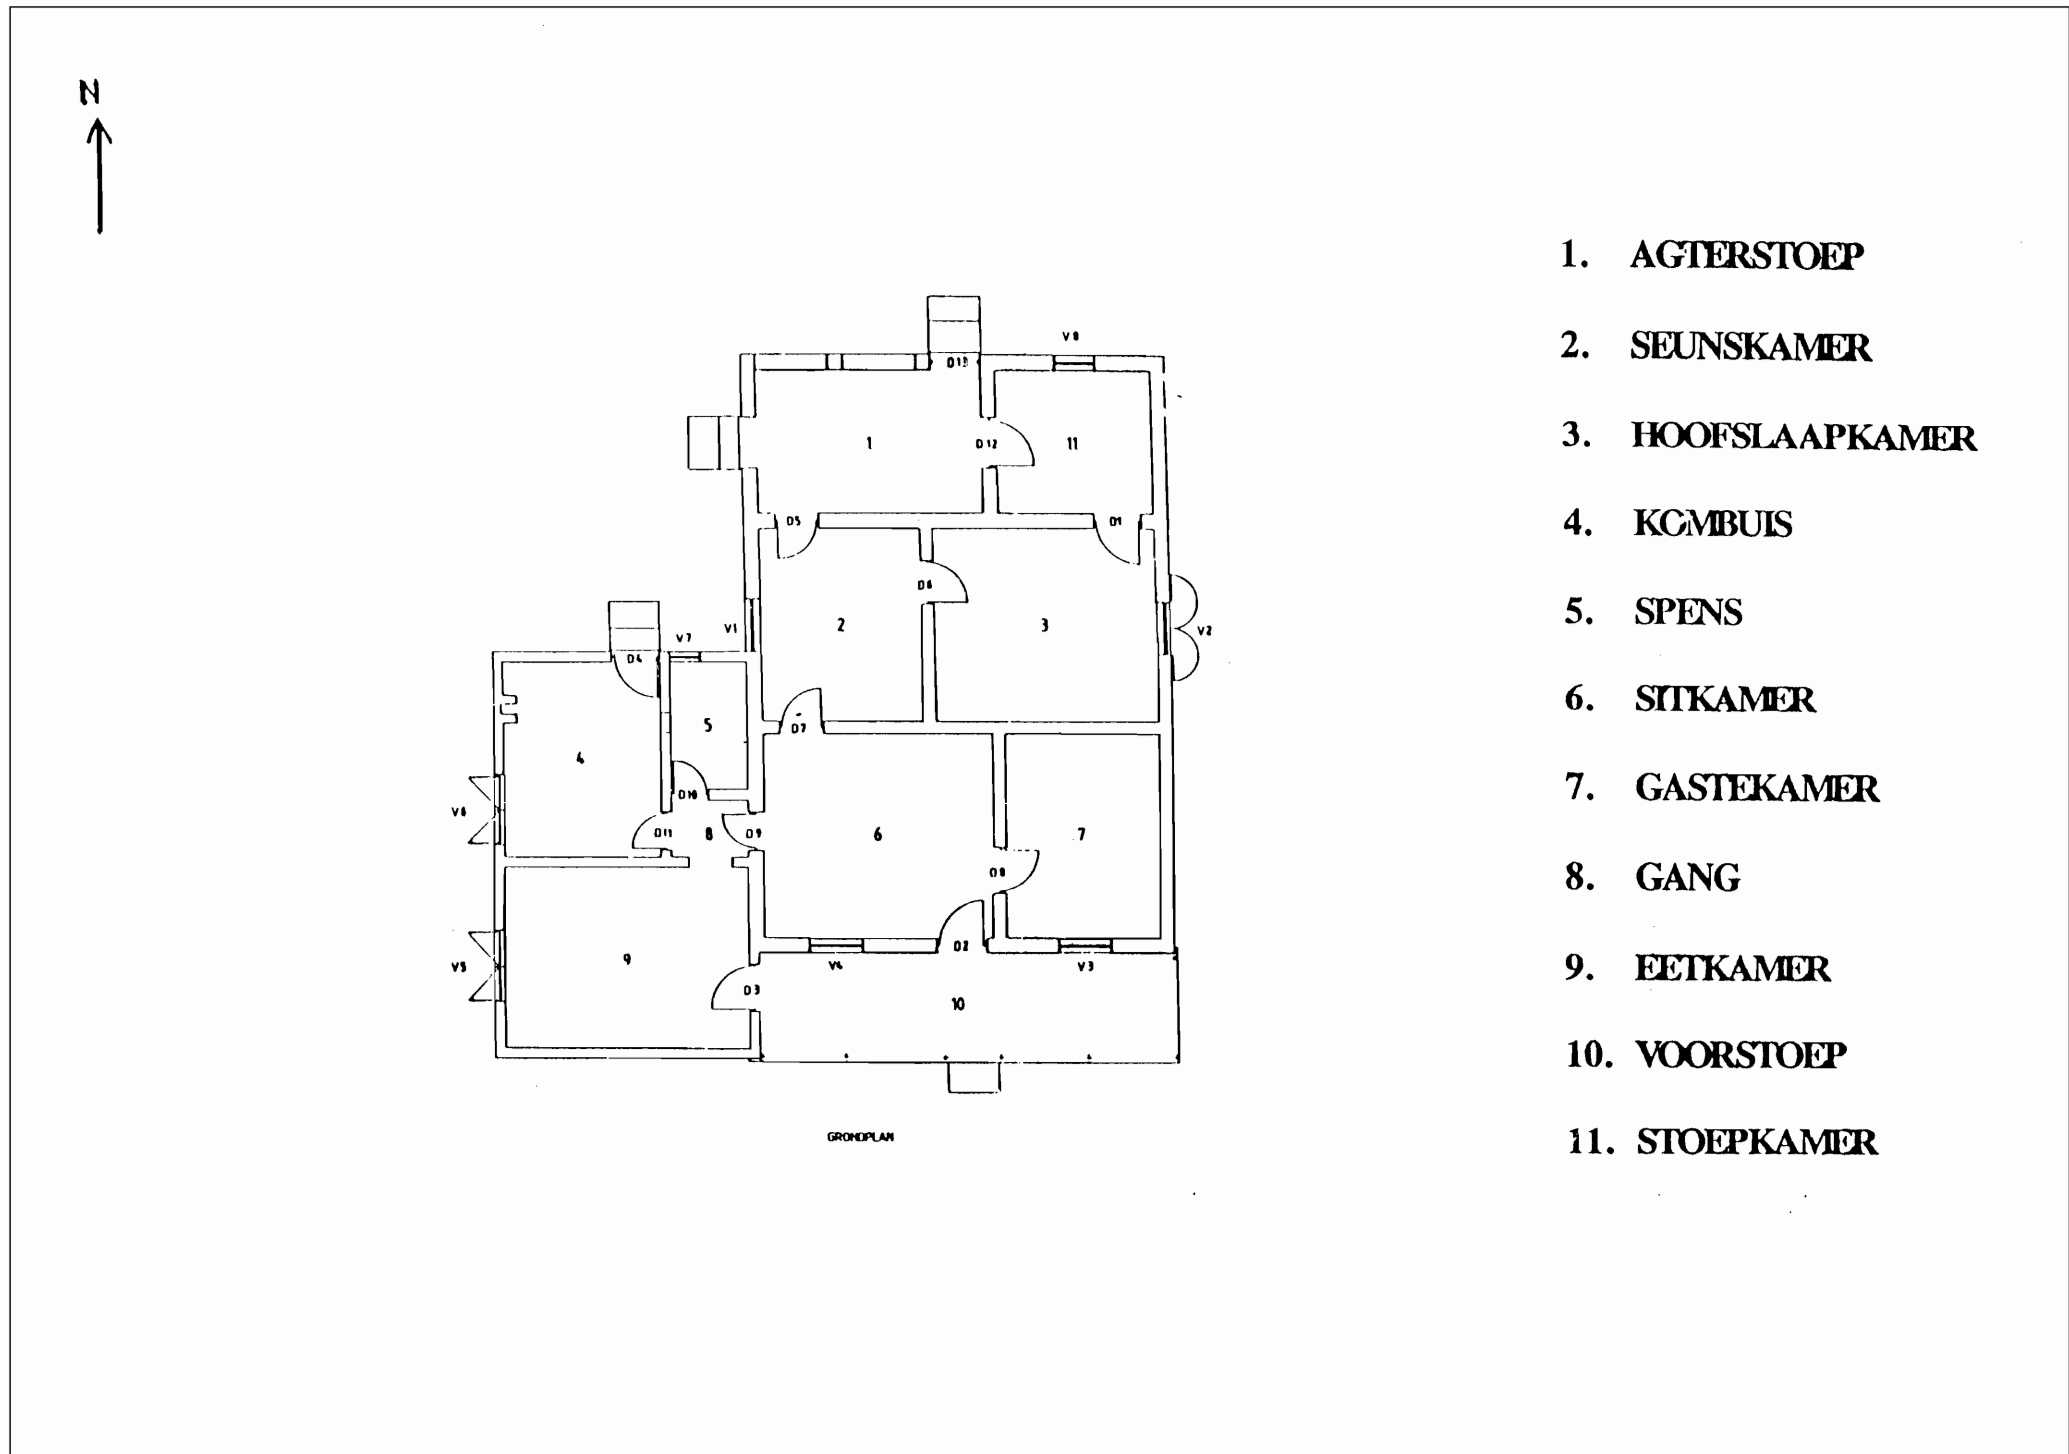 N
V8
D13
1
D12
11
D5
D1
D6
2
3
V1
V2
V7
D4
5
D7
4
D10
V6
D11
8
D9
6
7
D8
D2
V4
V3
V5
9
D3
10
GRONDPLAN
1. AGTERSTOEP
2. SEUNSKAMER
3. HOOFSLAAPKAMER
4. KOMBUIS
5. SPENS
6. SITKAMER
7. GASTEKAMER
8. GANG
9. EETKAMER
10. VOORSTOEP
11. STOEPKAMER